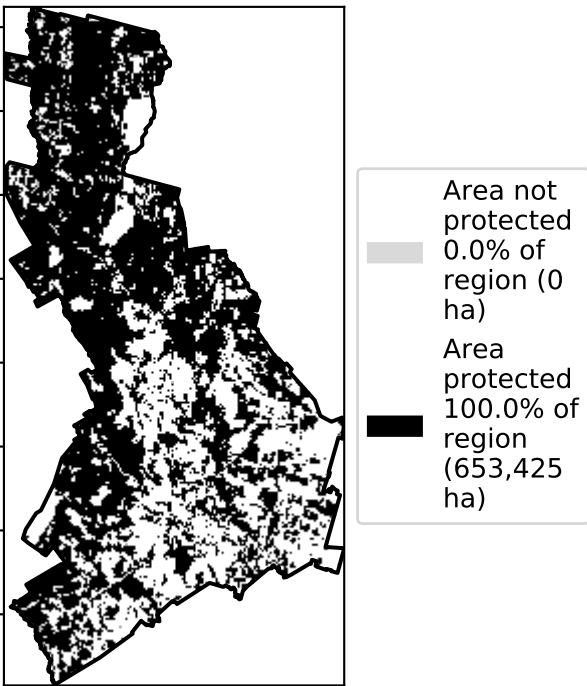 Area not
protected
0.0% of
region (0
ha)
Area
protected
100.0% of
region
(653,425
ha)